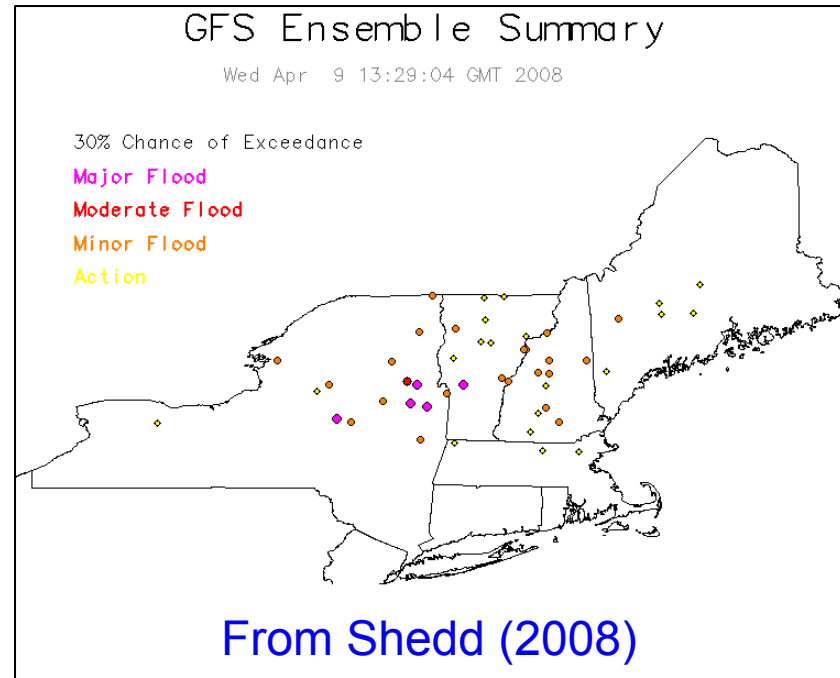 GFS Ensemble Summary
Wed Apr 9 13:29:04 GMT 2008
30% Chance of Exceedance
Major Flood
Moderate Flood
Minor Flood
Action
From Shedd (2008)